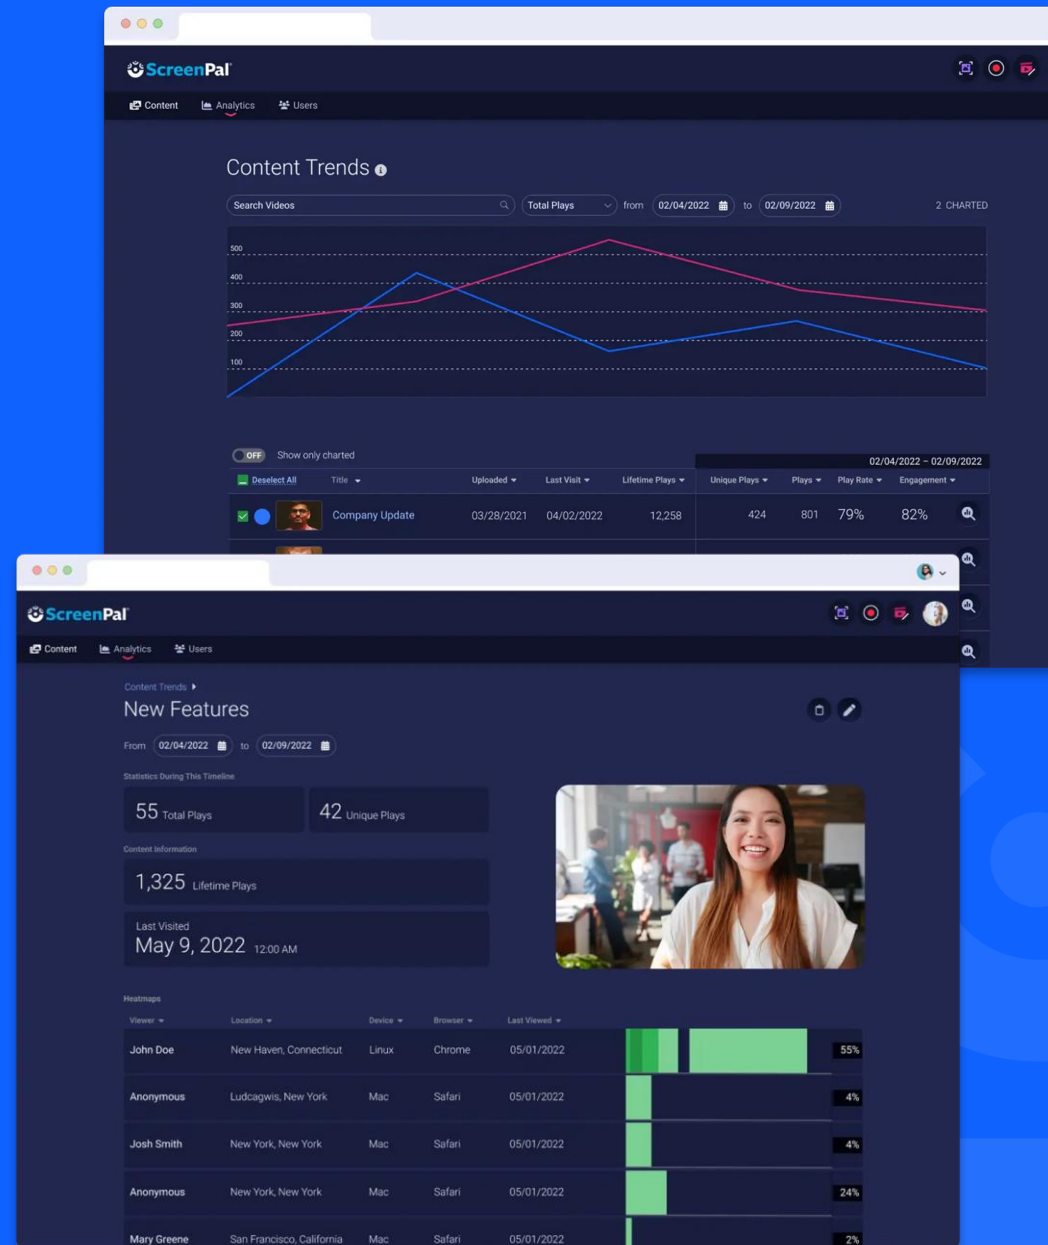 ScreenPal
Content Analytics Users
Content Trends
Search Videos Total Plays from 02/04/2022 to 02/09/2022 2 CHARTED
500
400
300
200
100
OFF Show only charted
02/04/2022 – 02/09/2022
Deselect All Title Uploaded Last Visit Lifetime Plays Unique Plays Plays Play Rate Engagement
Company Update 03/28/2021 04/02/2022 12,258 424 801 79% 82%
ScreenPal
Content Analytics Users
Content Trends
New Features
From 02/04/2022 to 02/09/2022
Statistics During This Timeline
55 Total Plays 42 Unique Plays
Content Information
1,325 Lifetime Plays
Last Visited
May 9, 2022 12:00 AM
Heatmaps
Viewer Location Device Browser Last Viewed
John Doe New Haven, Connecticut Linux Chrome 05/01/2022 55%
Anonymous Ludcagwis, New York Mac Safari 05/01/2022 4%
Josh Smith New York, New York Mac Safari 05/01/2022 4%
Anonymous New York, New York Mac Safari 05/01/2022 24%
Mary Greene San Francisco, California Mac Safari 05/01/2022 2%